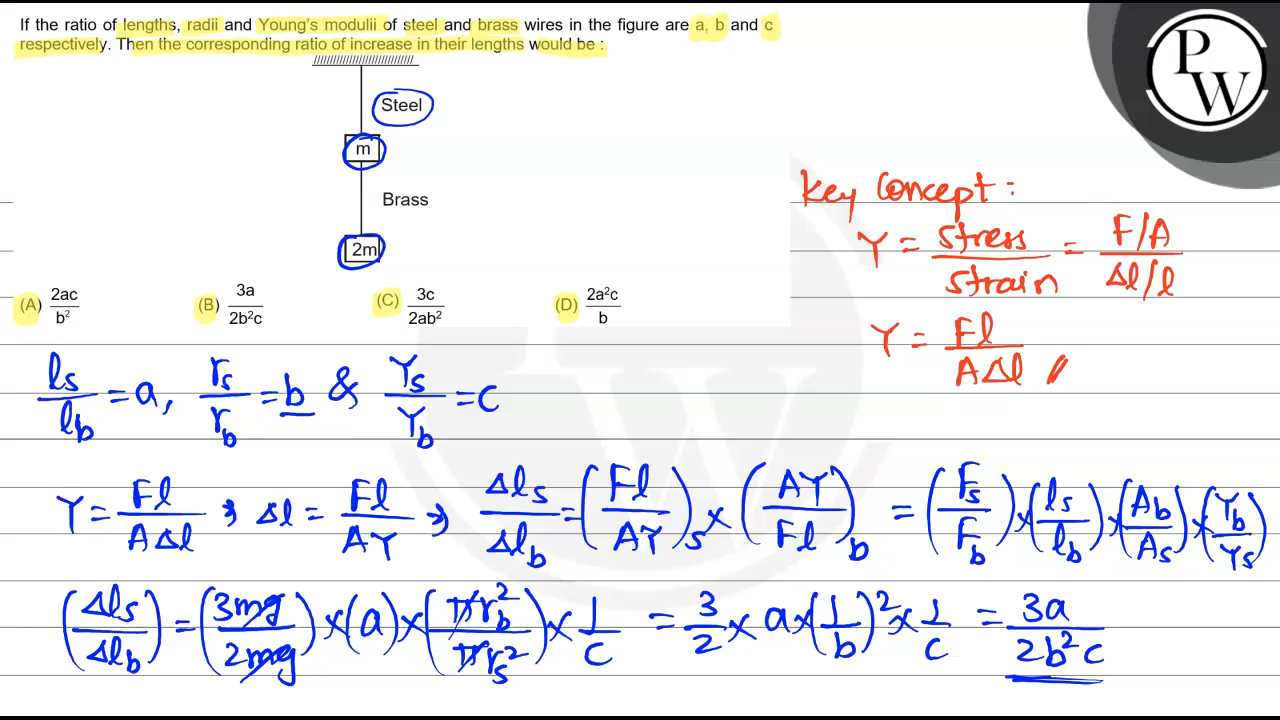 If the ratio of lengths, radii and Young's modulii of steel and brass wires in the figure are a, b and c
respectively. Then the corresponding ratio of increase in their lengths would be :
P
W
Steel
m
Brass
2m
(A) 2ac/b² (B) 3a/2b²c (C) 3c/2ab² (D) 2a²c/b
Key Concept :
Y = stress/strain = F/A / Δl/l
Y = Fl/AΔl
ls/lb = a, rs/rb = b & Ys/Yb = c
Y = Fl/AΔl ⇒ Δl = Fl/AY ⇒ Δls/Δlb = (Fl/AY)s × (AY/Fl)b = (Fs/Fb) × (ls/lb) × (Ab/As) × (Yb/Ys)
(Δls/Δlb) = (3mg/2mg) × (a) × (πrb²/πrs²) × 1/c = 3/2 × a × (1/b)² × 1/c = 3a/2b²c